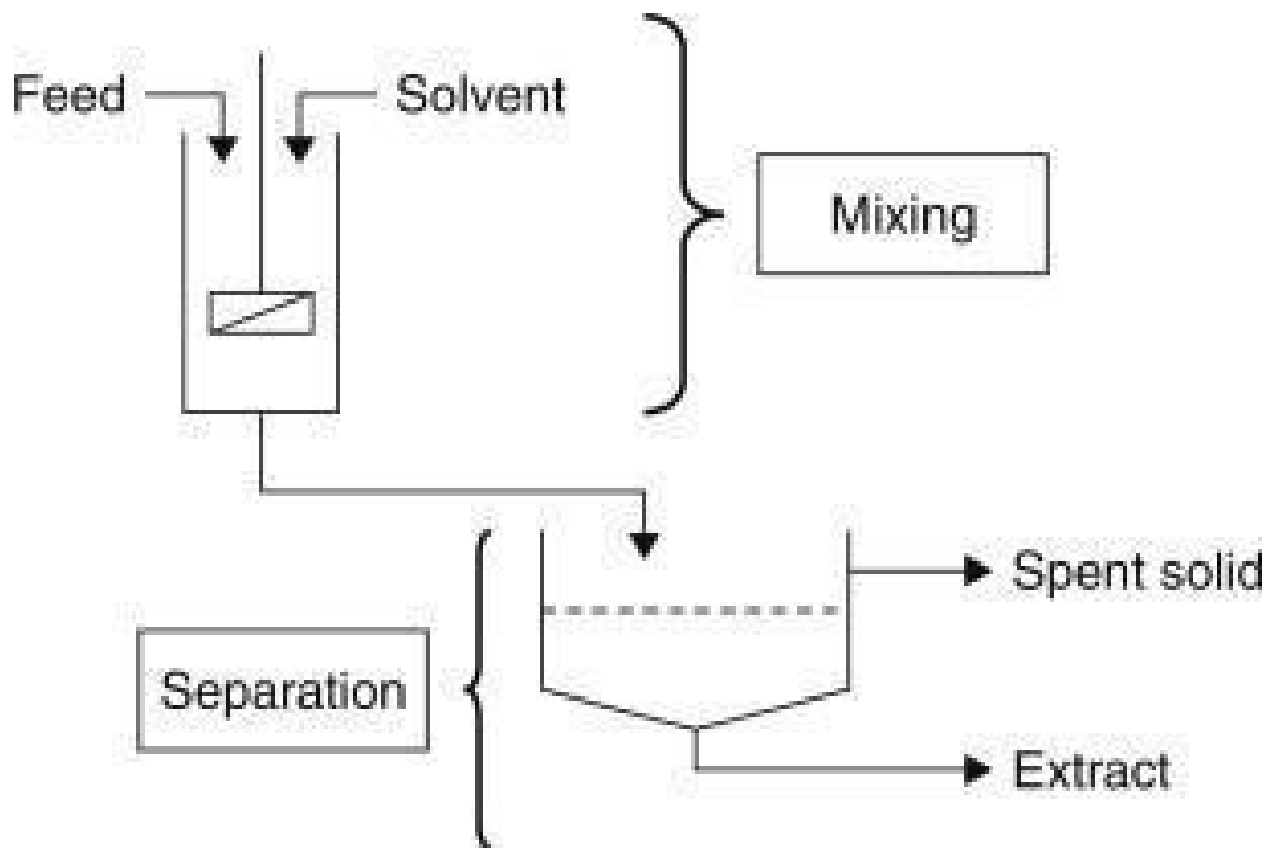 Feed
Solvent
Mixing
Spent solid
Separation
Extract